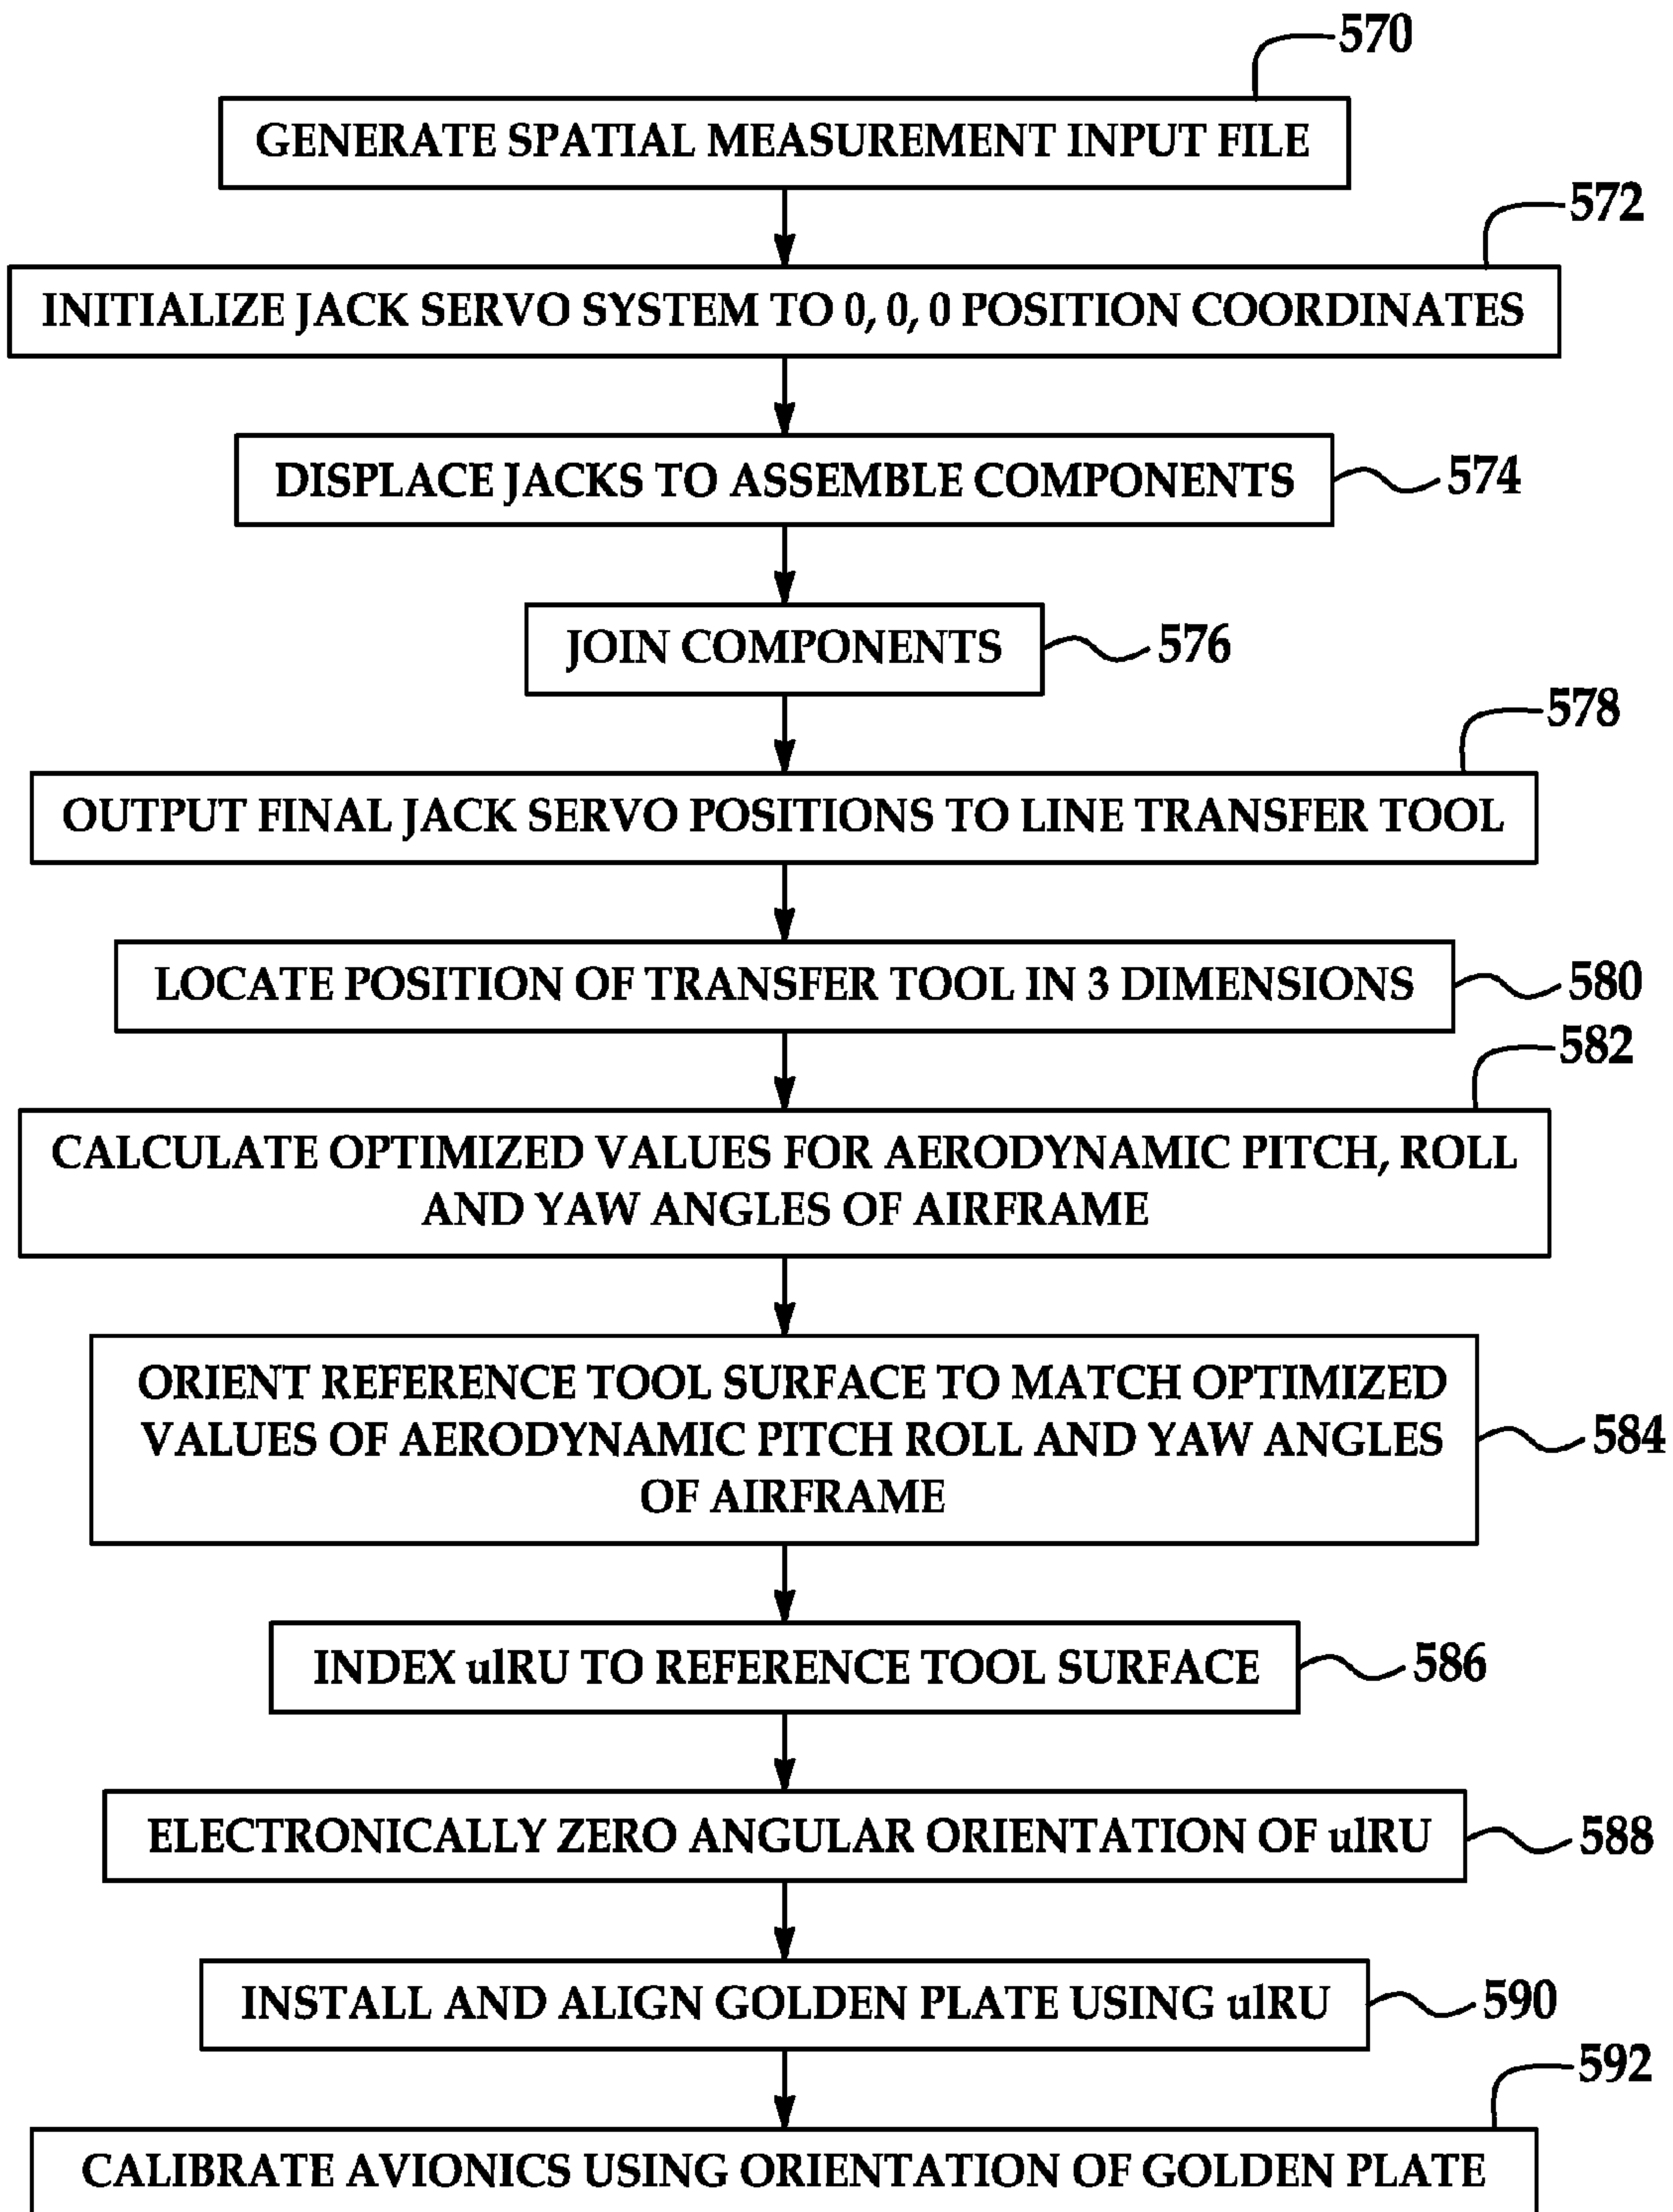 570
GENERATE SPATIAL MEASUREMENT INPUT FILE
572
INITIALIZE JACK SERVO SYSTEM TO 0, 0, 0 POSITION COORDINATES
DISPLACE JACKS TO ASSEMBLE COMPONENTS
574
JOIN COMPONENTS
576
578
OUTPUT FINAL JACK SERVO POSITIONS TO LINE TRANSFER TOOL
LOCATE POSITION OF TRANSFER TOOL IN 3 DIMENSIONS
580
582
CALCULATE OPTIMIZED VALUES FOR AERODYNAMIC PITCH, ROLL
AND YAW ANGLES OF AIRFRAME
ORIENT REFERENCE TOOL SURFACE TO MATCH OPTIMIZED
VALUES OF AERODYNAMIC PITCH ROLL AND YAW ANGLES
OF AIRFRAME
584
INDEX ulRU TO REFERENCE TOOL SURFACE
586
ELECTRONICALLY ZERO ANGULAR ORIENTATION OF ulRU
588
INSTALL AND ALIGN GOLDEN PLATE USING ulRU
590
592
CALIBRATE AVIONICS USING ORIENTATION OF GOLDEN PLATE